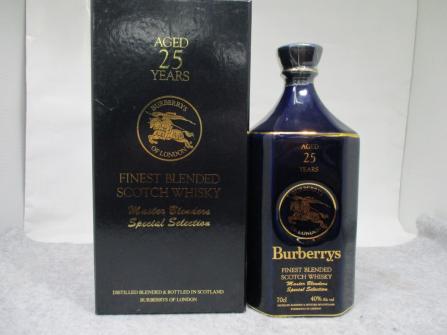 AGED
25
YEARS
BURBERRYS
OF LONDON
FINEST BLENDED
SCOTCH WHISKY
Master Blenders
Special Selection
DISTILLED BLENDED & BOTTLED IN SCOTLAND
BURBERRYS OF LONDON
AGED
25
YEARS
BURBERRYS
LONDON
Burberrys
FINEST BLENDED
SCOTCH WHISKY
Master Blenders
Special Selection
70cl
40%